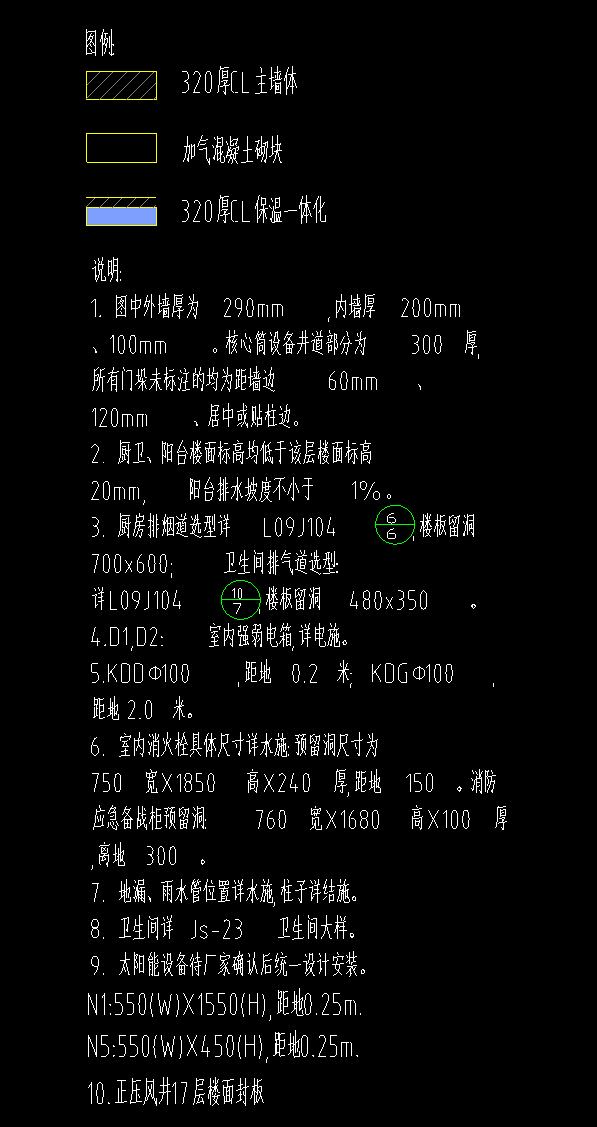 图例:
320厚CL主墙体
加气混凝土砌块
320厚CL保温一体化
说明:
1. 图中外墙厚为 290mm ,内墙厚 200mm
、100mm 。核心筒设备井道部分为 300 厚,
所有门垛未标注的均为距墙边 60mm 、
120mm 、居中或贴柱边。
2. 厨卫、阳台楼面标高均低于该层楼面标高
20mm, 阳台排水坡度不小于 1%。
3. 厨房排烟道选型详 L09J104 6/6 ,楼板留洞
700x600; 卫生间排气道选型:
详L09J104 10/7 ,楼板留洞 480x350 。
4.D1,D2: 室内强弱电箱,详电施。
5.KDDΦ100 ,距地 0.2 米; KDGΦ100 ,
距地 2.0 米。
6. 室内消火栓具体尺寸详水施:预留洞尺寸为
750 宽X1850 高X240 厚,距地 150 。消防
应急备战柜预留洞: 760 宽X1680 高X100 厚
,离地 300 。
7. 地漏、雨水管位置详水施,柱子详结施。
8. 卫生间详 Js-23 卫生间大样。
9. 太阳能设备待厂家确认后统一设计安装。
N1:550(W)X1550(H),距地0.25m.
N5:550(W)X450(H),距地0.25m.
10.正压风井17层楼面封板